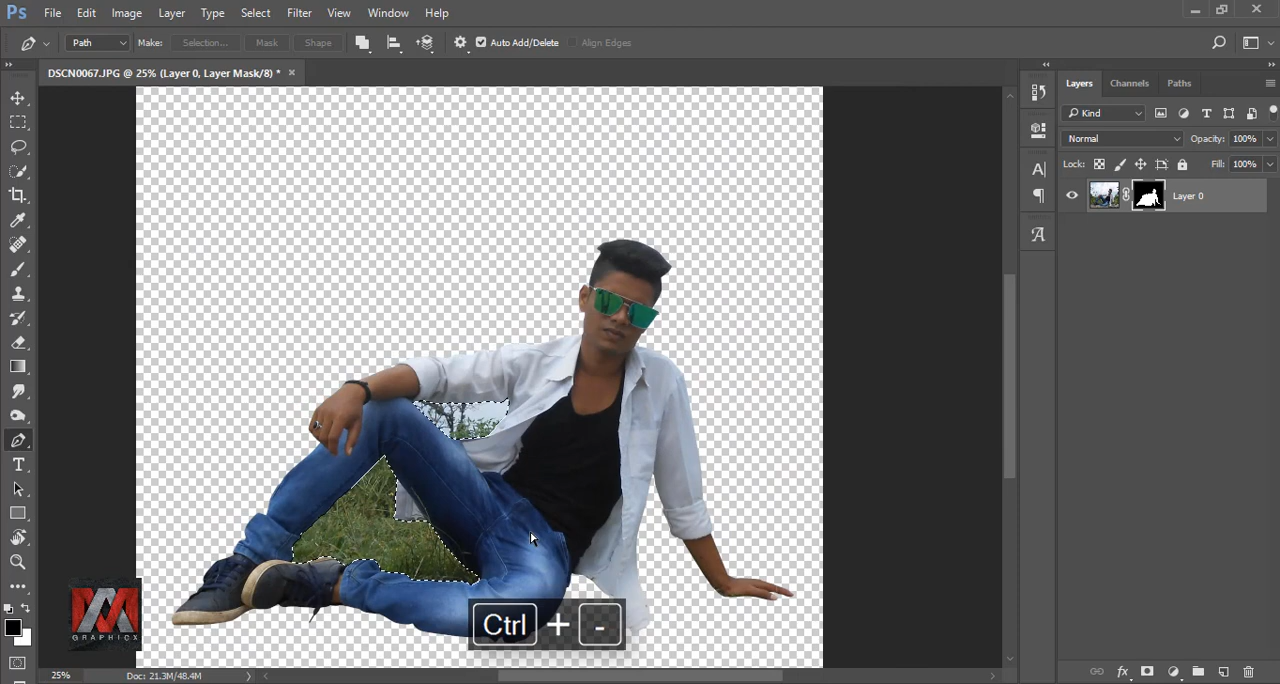 Ps File Edit Image Layer Type Select Filter View Window Help
Path Make: Selection... Mask Shape Auto Add/Delete Align Edges
DSCN0067.JPG @ 25% (Layer 0, Layer Mask/8) * ×
Layers Channels Paths
Kind
Normal Opacity: 100%
Lock: Fill: 100%
Layer 0
Ctrl + -
GRAPHICX
25% Doc: 21.3M/48.4M